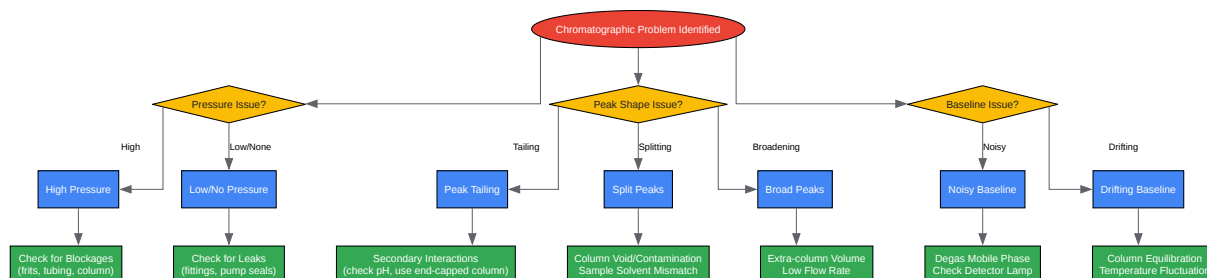 Chromatographic Problem Identified
Pressure Issue?
Peak Shape Issue?
Baseline Issue?
High
Low/None
Tailing
Splitting
Broadening
Noisy
Drifting
High Pressure
Low/No Pressure
Peak Tailing
Split Peaks
Broad Peaks
Noisy Baseline
Drifting Baseline
Check for Blockages
(frits, tubing, column)
Check for Leaks
(fittings, pump seals)
Secondary Interactions
(check pH, use end-capped column)
Column Void/Contamination
Sample Solvent Mismatch
Extra-column Volume
Low Flow Rate
Degas Mobile Phase
Check Detector Lamp
Column Equilibration
Temperature Fluctuation